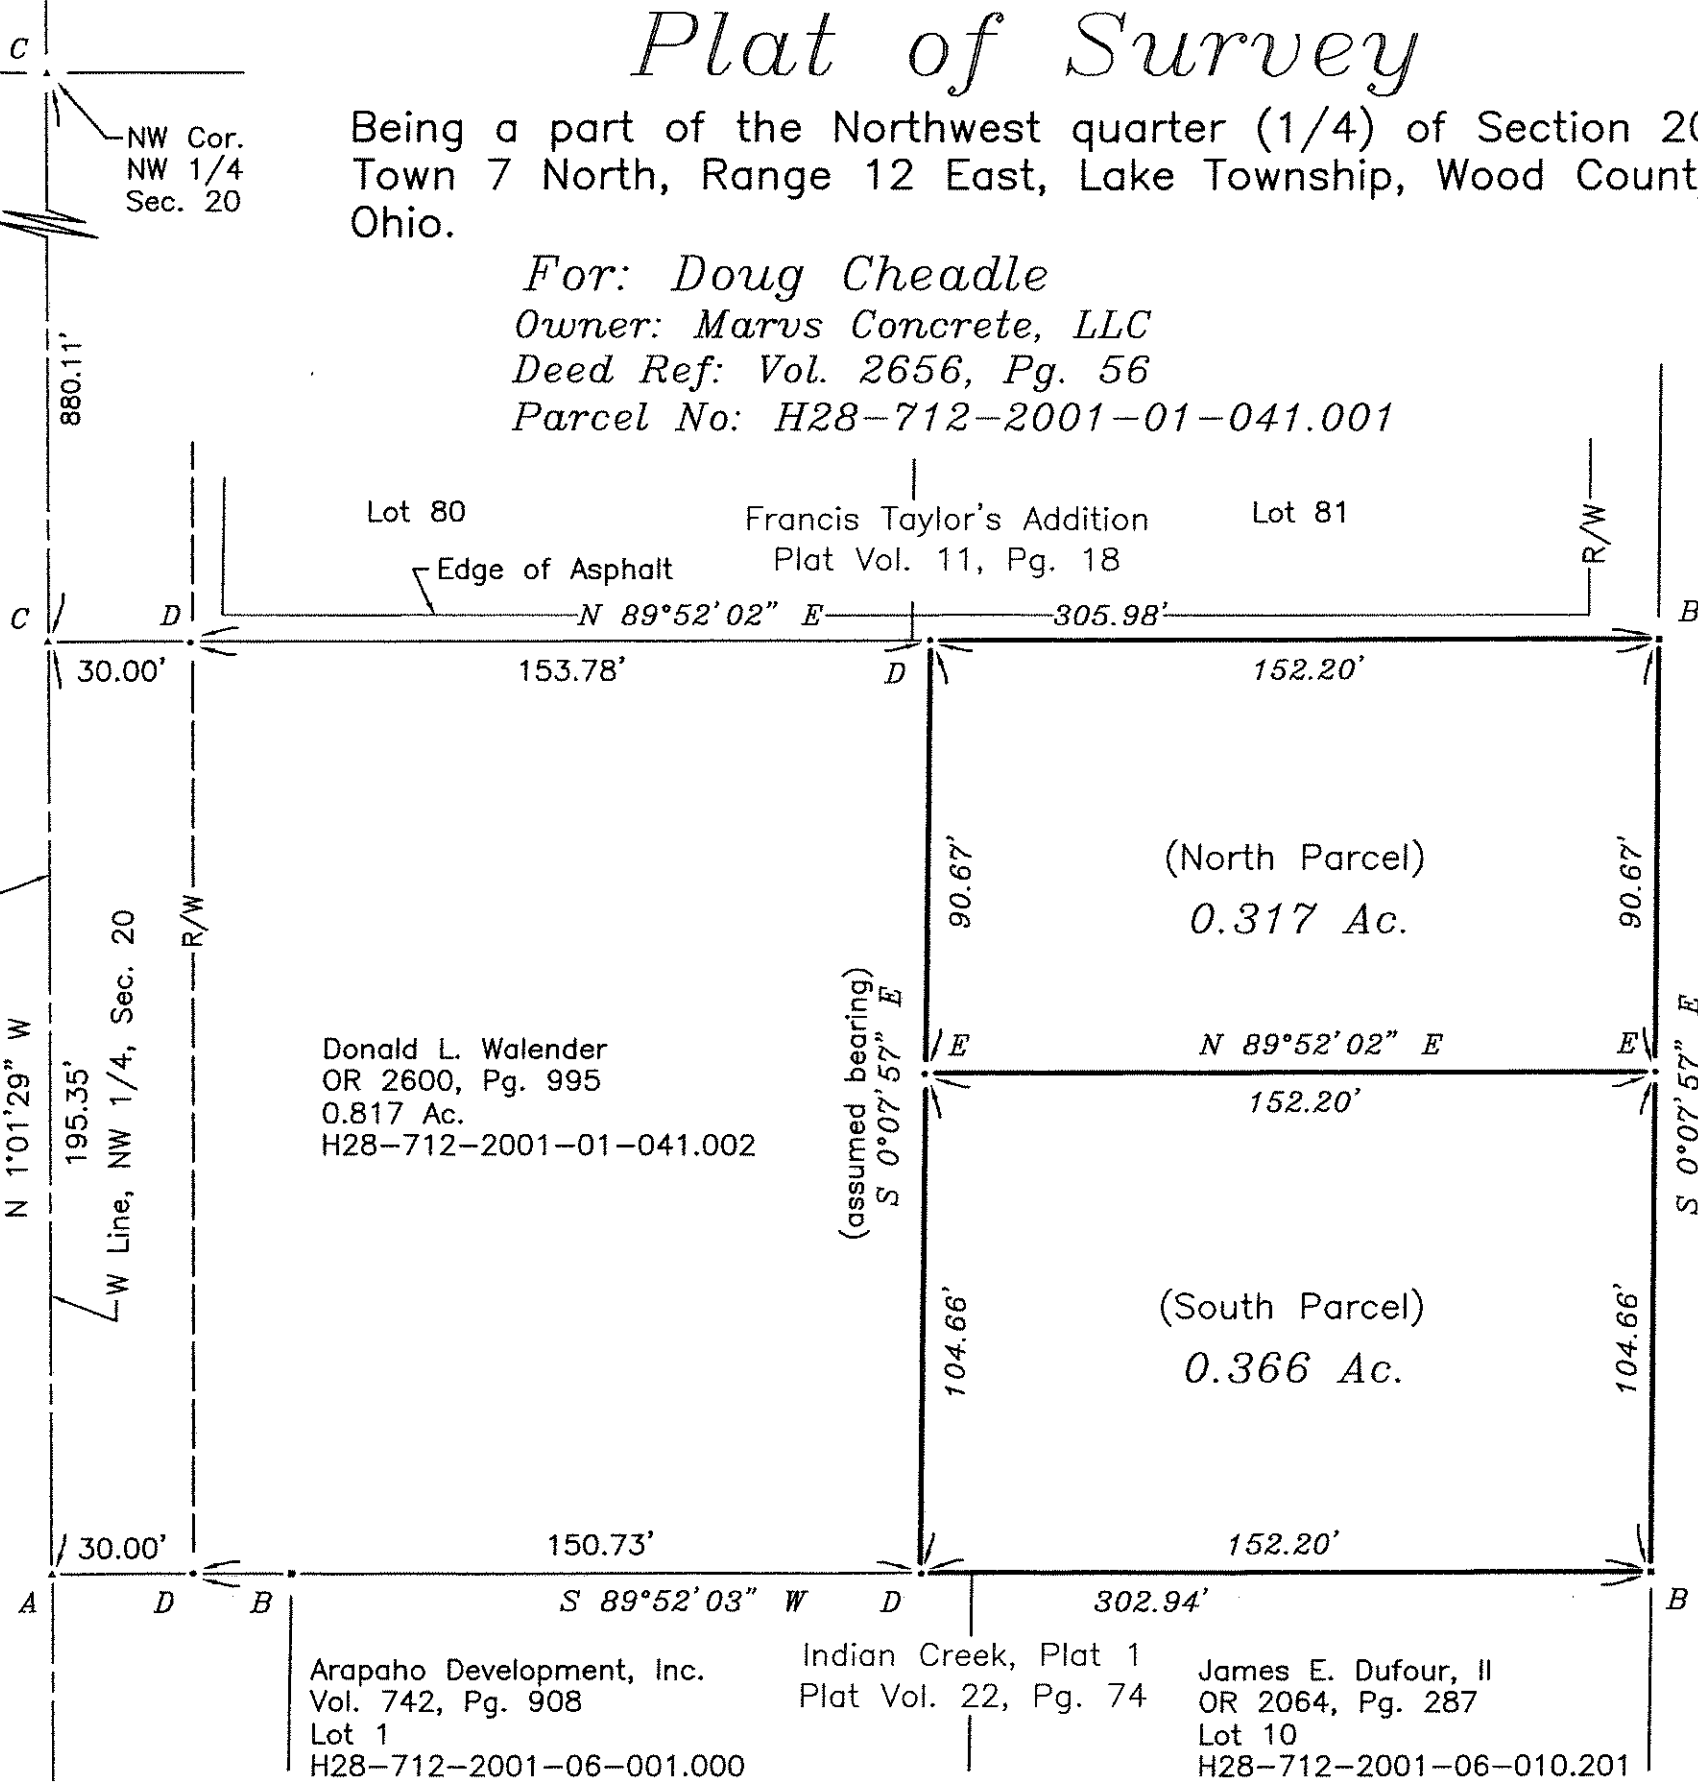 Plat of Survey
C
NW Cor.
NW 1/4
Sec. 20
Being a part of the Northwest quarter (1/4) of Section 20
Town 7 North, Range 12 East, Lake Township, Wood County
Ohio.
For: Doug Cheadle
Owner: Marvs Concrete, LLC
Deed Ref: Vol. 2656, Pg. 56
Parcel No: H28-712-2001-01-041.001
880.11'
Lot 80
Francis Taylor's Addition
Plat Vol. 11, Pg. 18
Lot 81
R/W
Edge of Asphalt
C
D
N 89°52'02" E
305.98'
B
30.00'
153.78'
D
152.20'
90.67'
(North Parcel)
0.317 Ac.
90.67'
R/W
N 1°01'29" W
195.35'
W Line, NW 1/4, Sec. 20
Donald L. Walender
OR 2600, Pg. 995
0.817 Ac.
H28-712-2001-01-041.002
(assumed bearing)
S 0°07'57" E
E
N 89°52'02" E
E
152.20'
S 0°07'57" E
104.66'
(South Parcel)
0.366 Ac.
104.66'
30.00'
150.73'
152.20'
A
D
B
S 89°52'03" W
D
302.94'
B
Arapaho Development, Inc.
Vol. 742, Pg. 908
Lot 1
H28-712-2001-06-001.000
Indian Creek, Plat 1
Plat Vol. 22, Pg. 74
James E. Dufour, II
OR 2064, Pg. 287
Lot 10
H28-712-2001-06-010.201